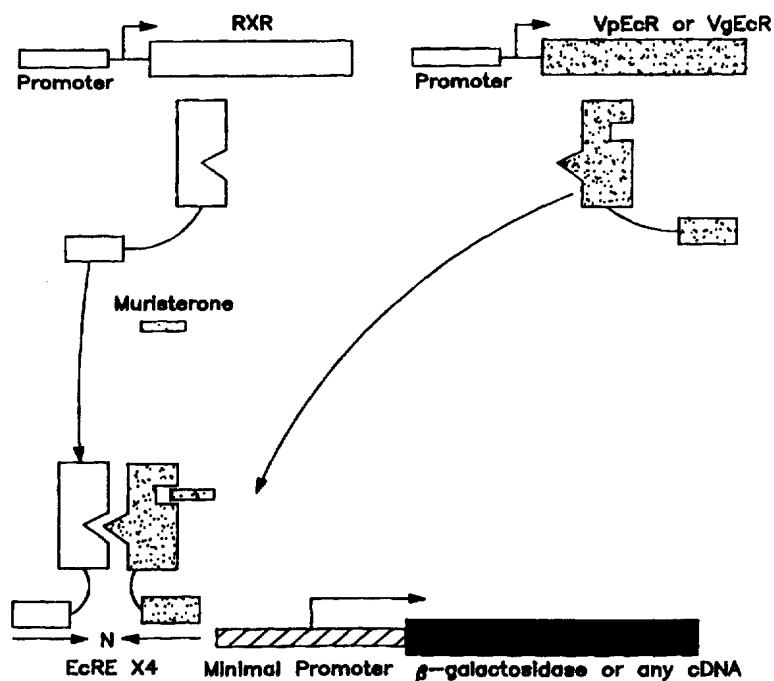 RXR
VpEcR or VgEcR
Promoter
Promoter
Muristerone
N
EcRE X4
Minimal Promoter
β-galactosidase or any cDNA